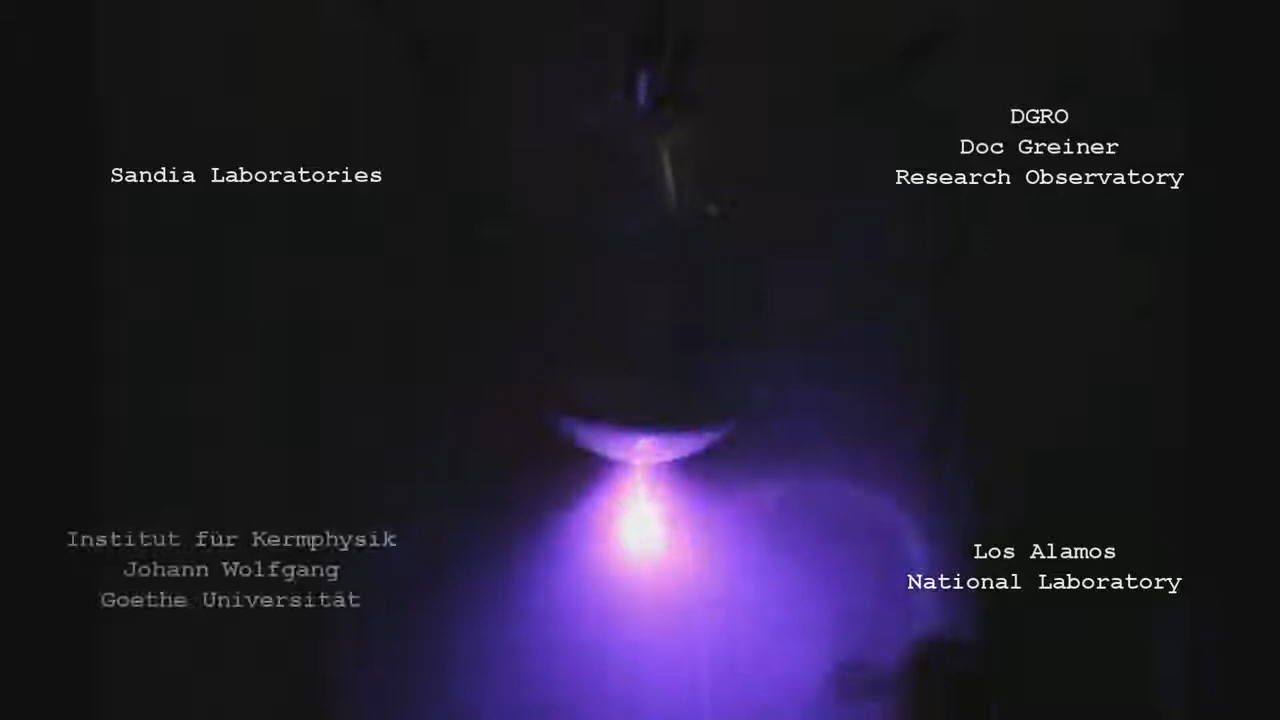 Sandia Laboratories
DGRO
Doc Greiner
Research Observatory
Institut für Kermphysik
Johann Wolfgang
Goethe Universität
Los Alamos
National Laboratory